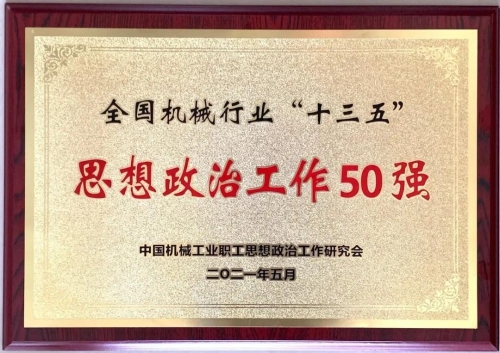 全国机械行业“十三五”
思想政治工作50强
中国机械工业职工思想政治工作研究会
二〇二一年五月